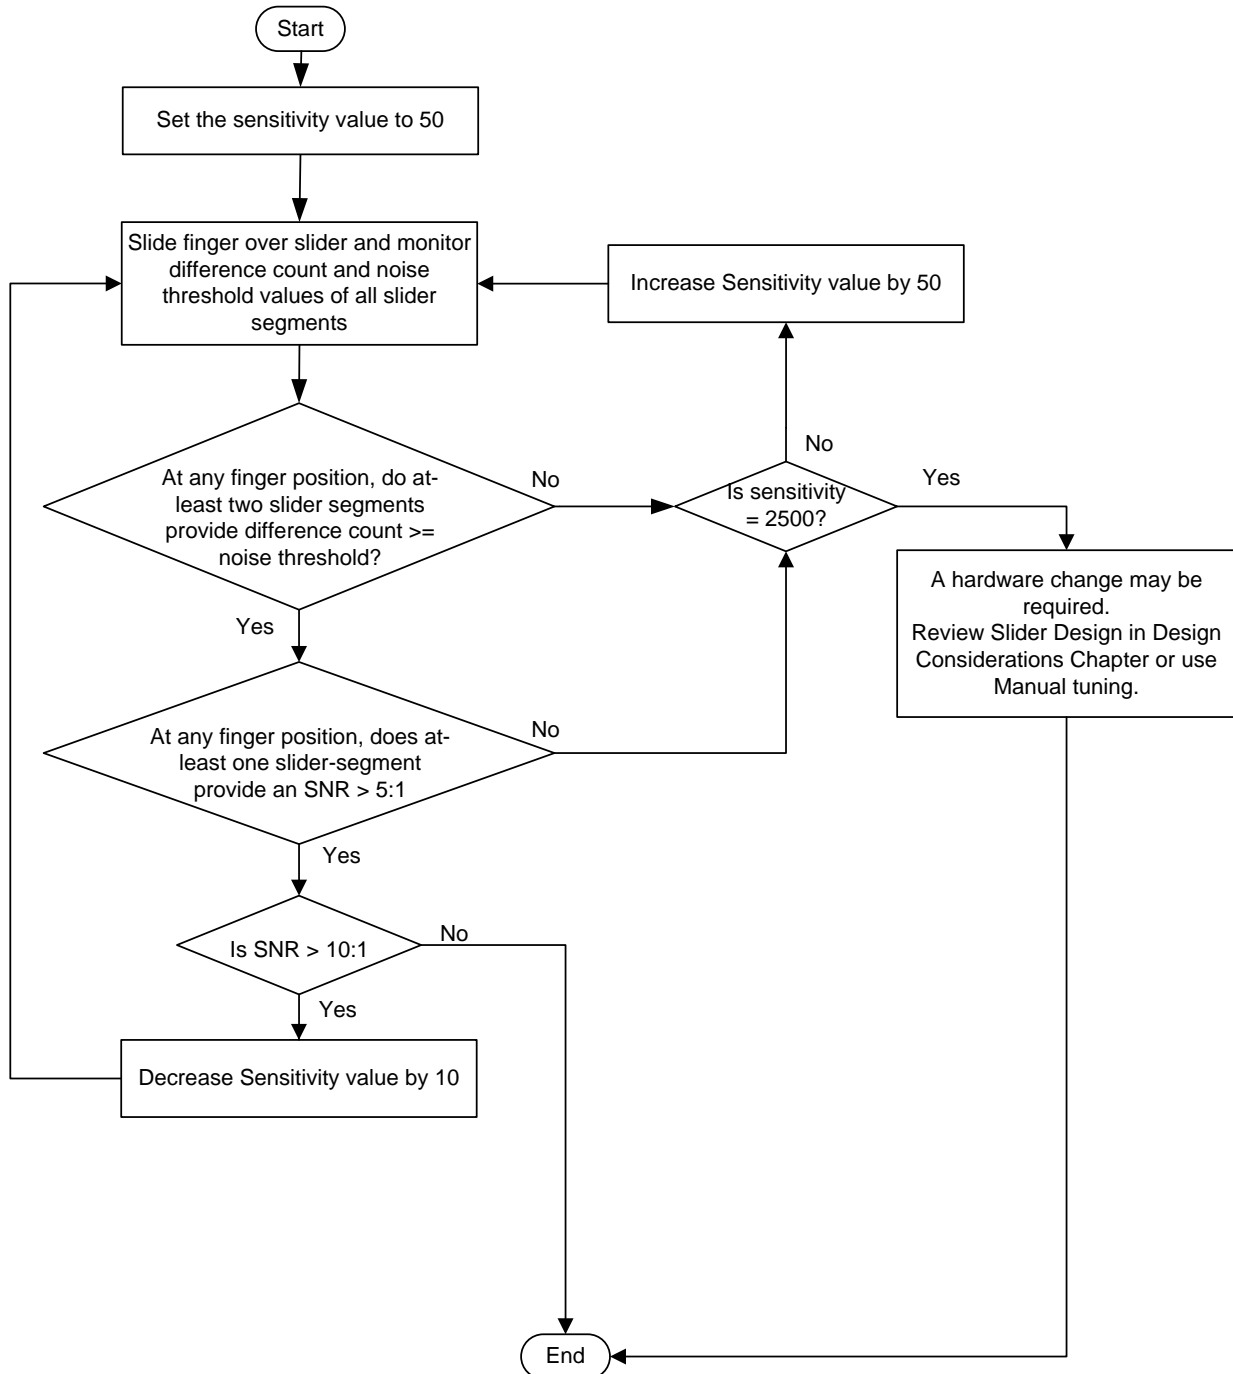 Start
Set the sensitivity value to 50
Slide finger over slider and monitor
difference count and noise
threshold values of all slider
segments
Increase Sensitivity value by 50
At any finger position, do at-
least two slider segments
provide difference count >=
noise threshold?
No
Is sensitivity
= 2500?
No
Yes
A hardware change may be
required.
Review Slider Design in Design
Considerations Chapter or use
Manual tuning.
Yes
At any finger position, does at-
least one slider-segment
provide an SNR > 5:1
No
Yes
Is SNR > 10:1
No
Yes
Decrease Sensitivity value by 10
End